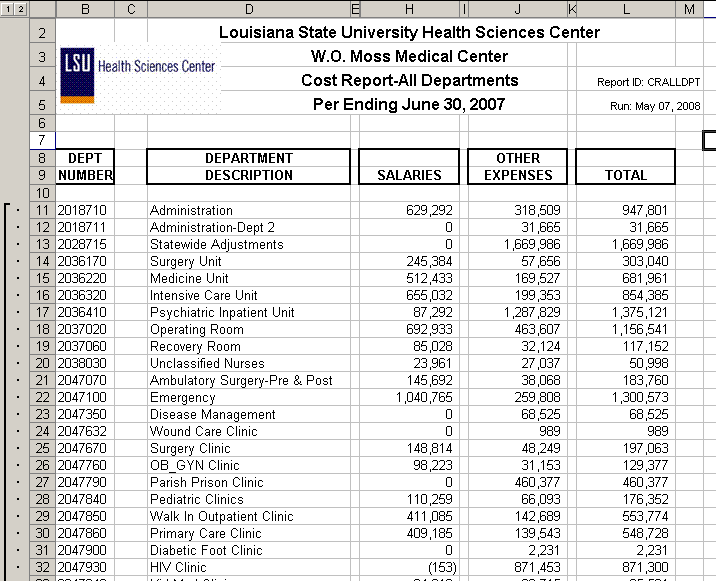 1 2 B C D E H I J K L M
2 Louisiana State University Health Sciences Center
LSU Health Sciences Center
3 W.O. Moss Medical Center
4 Cost Report-All Departments Report ID: CRALLDPT
5 Per Ending June 30, 2007 Run: May 07, 2008
6
7
8 DEPT DEPARTMENT OTHER
9 NUMBER DESCRIPTION SALARIES EXPENSES TOTAL
10
11 2018710 Administration 629,292 318,509 947,801
12 2018711 Administration-Dept 2 0 31,665 31,665
13 2028715 Statewide Adjustments 0 1,669,986 1,669,986
14 2036170 Surgery Unit 245,384 57,656 303,040
15 2036220 Medicine Unit 512,433 169,527 681,961
16 2036320 Intensive Care Unit 655,032 199,353 854,385
17 2036410 Psychiatric Inpatient Unit 87,292 1,287,829 1,375,121
18 2037020 Operating Room 692,933 463,607 1,156,541
19 2037060 Recovery Room 85,028 32,124 117,152
20 2038030 Unclassified Nurses 23,961 27,037 50,998
21 2047070 Ambulatory Surgery-Pre & Post 145,692 38,068 183,760
22 2047100 Emergency 1,040,765 259,808 1,300,573
23 2047350 Disease Management 0 68,525 68,525
24 2047632 Wound Care Clinic 0 989 989
25 2047670 Surgery Clinic 148,814 48,249 197,063
26 2047760 OB_GYN Clinic 98,223 31,153 129,377
27 2047790 Parish Prison Clinic 0 460,377 460,377
28 2047840 Pediatric Clinics 110,259 66,093 176,352
29 2047850 Walk In Outpatient Clinic 411,085 142,689 553,774
30 2047860 Primary Care Clinic 409,185 139,543 548,728
31 2047900 Diabetic Foot Clinic 0 2,231 2,231
32 2047930 HIV Clinic (153) 871,453 871,300